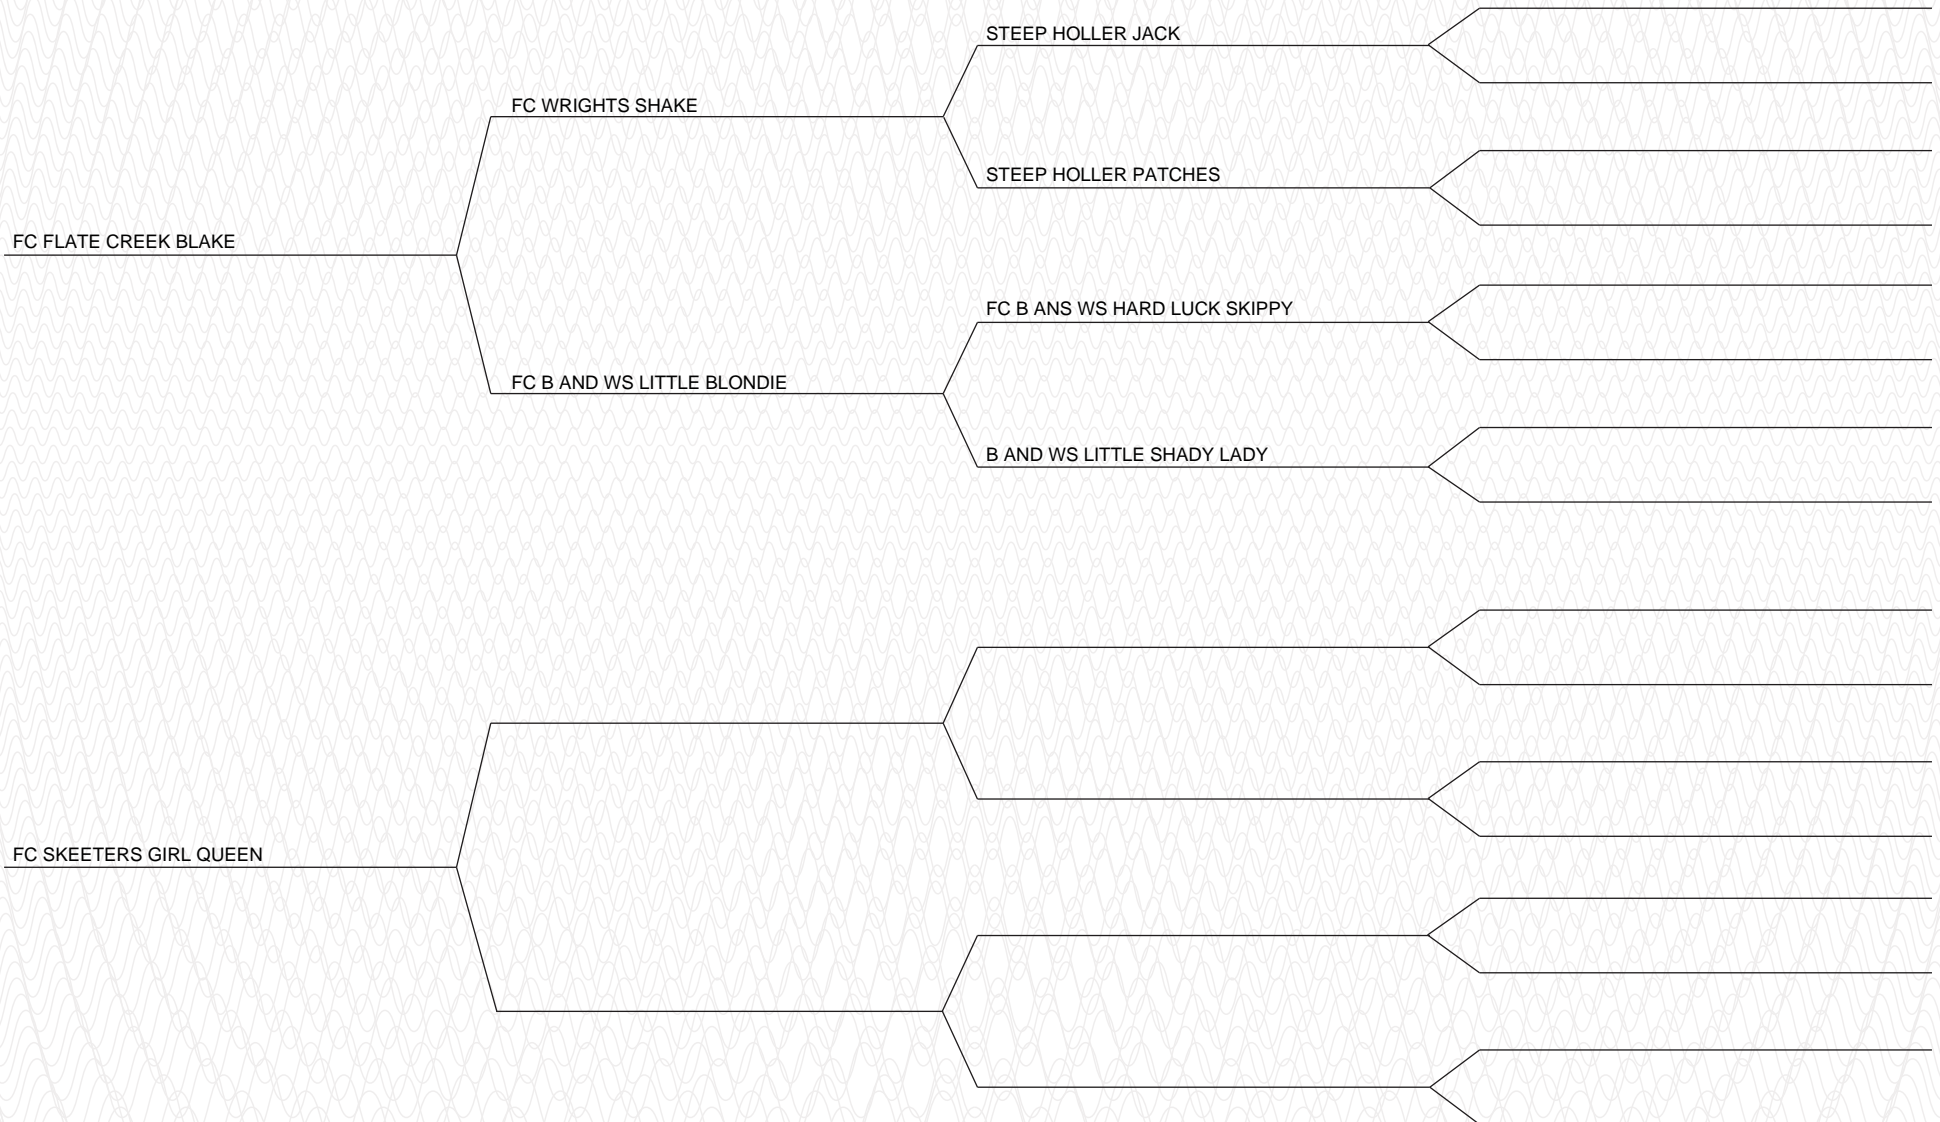 STEEP HOLLER JACK
FC WRIGHTS SHAKE
STEEP HOLLER PATCHES
FC FLATE CREEK BLAKE
FC B ANS WS HARD LUCK SKIPPY
FC B AND WS LITTLE BLONDIE
B AND WS LITTLE SHADY LADY
FC SKEETERS GIRL QUEEN